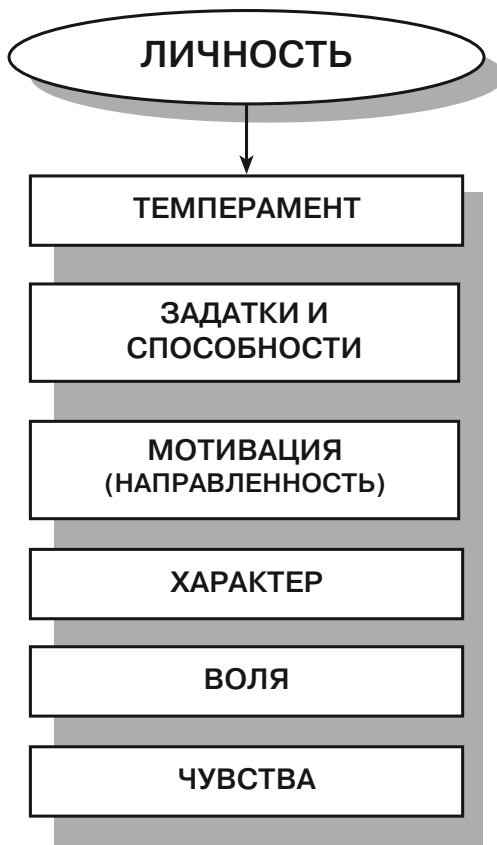 ЛИЧНОСТЬ
ТЕМПЕРАМЕНТ
ЗАДАТКИ И
СПОСОБНОСТИ
МОТИВАЦИЯ
(НАПРАВЛЕННОСТЬ)
ХАРАКТЕР
ВОЛЯ
ЧУВСТВА